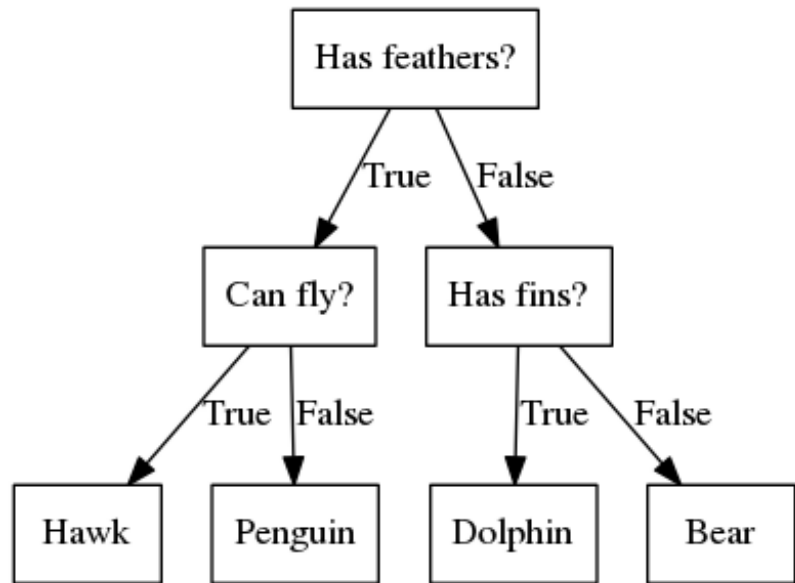 Has feathers?
True
False
Can fly?
Has fins?
True
False
True
False
Hawk
Penguin
Dolphin
Bear